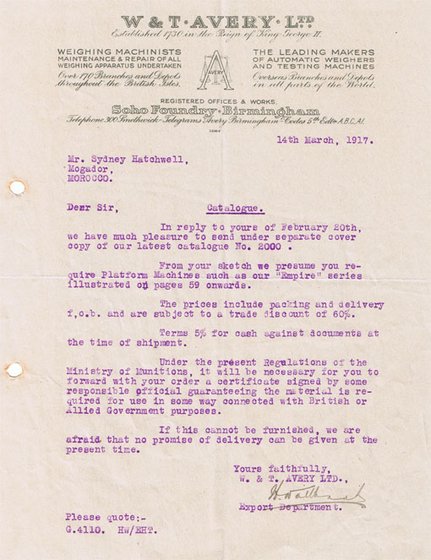 W & T · AVERY · LTD
Established 1730 in the Reign of King George II.
WEIGHING MACHINISTS
MAINTENANCE & REPAIR OF ALL
WEIGHING APPARATUS UNDERTAKEN
Over 170 Branches and Depots
throughout the British Isles.
AVERY
THE LEADING MAKERS
OF AUTOMATIC WEIGHERS
AND TESTING MACHINES
Overseas Branches and Depots
in all parts of the World.
REGISTERED OFFICES & WORKS,
Soho Foundry · Birmingham
Telephone 300 Smethwick · Telegrams Avery Birmingham · Codes 5th Edtn A.B.C, A1
14th March, 1917.
Mr. Sydney Hatchwell,
Mogador,
MOROCCO.
Dear Sir,
Catalogue.
In reply to yours of February 20th,
we have much pleasure to send under separate cover
copy of our latest catalogue No. 2000 .
From your sketch we presume you re-
quire Platform Machines such as our "Empire" series
illustrated on pages 59 onwards.
The prices include packing and delivery
f,o.b. and are subject to a trade discount of 60%.
Terms 5% for cash against documents at
the time of shipment.
Under the present Regulations of the
Ministry of Munitions, it will be necessary for you to
forward with your order a certificate signed by some
responsible official guaranteeing the material is re-
quired for use in some way connected with British or
Allied Government purposes.
If this cannot be furnished, we are
afraid that no promise of delivery can be given at the
present time.
Yours faithfully,
W. & T. AVERY LTD.,
Export Department.
Please quote:-
G.4110. HW/EHT.